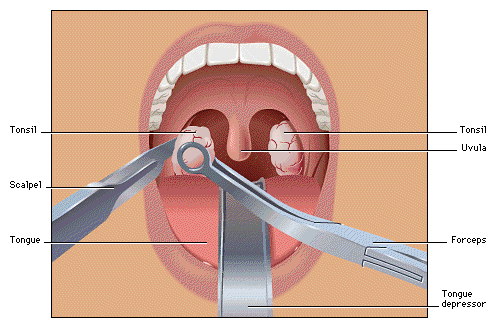 Tonsil
Tonsil
Uvula
Scalpel
Tongue
Forceps
Tongue
depressor